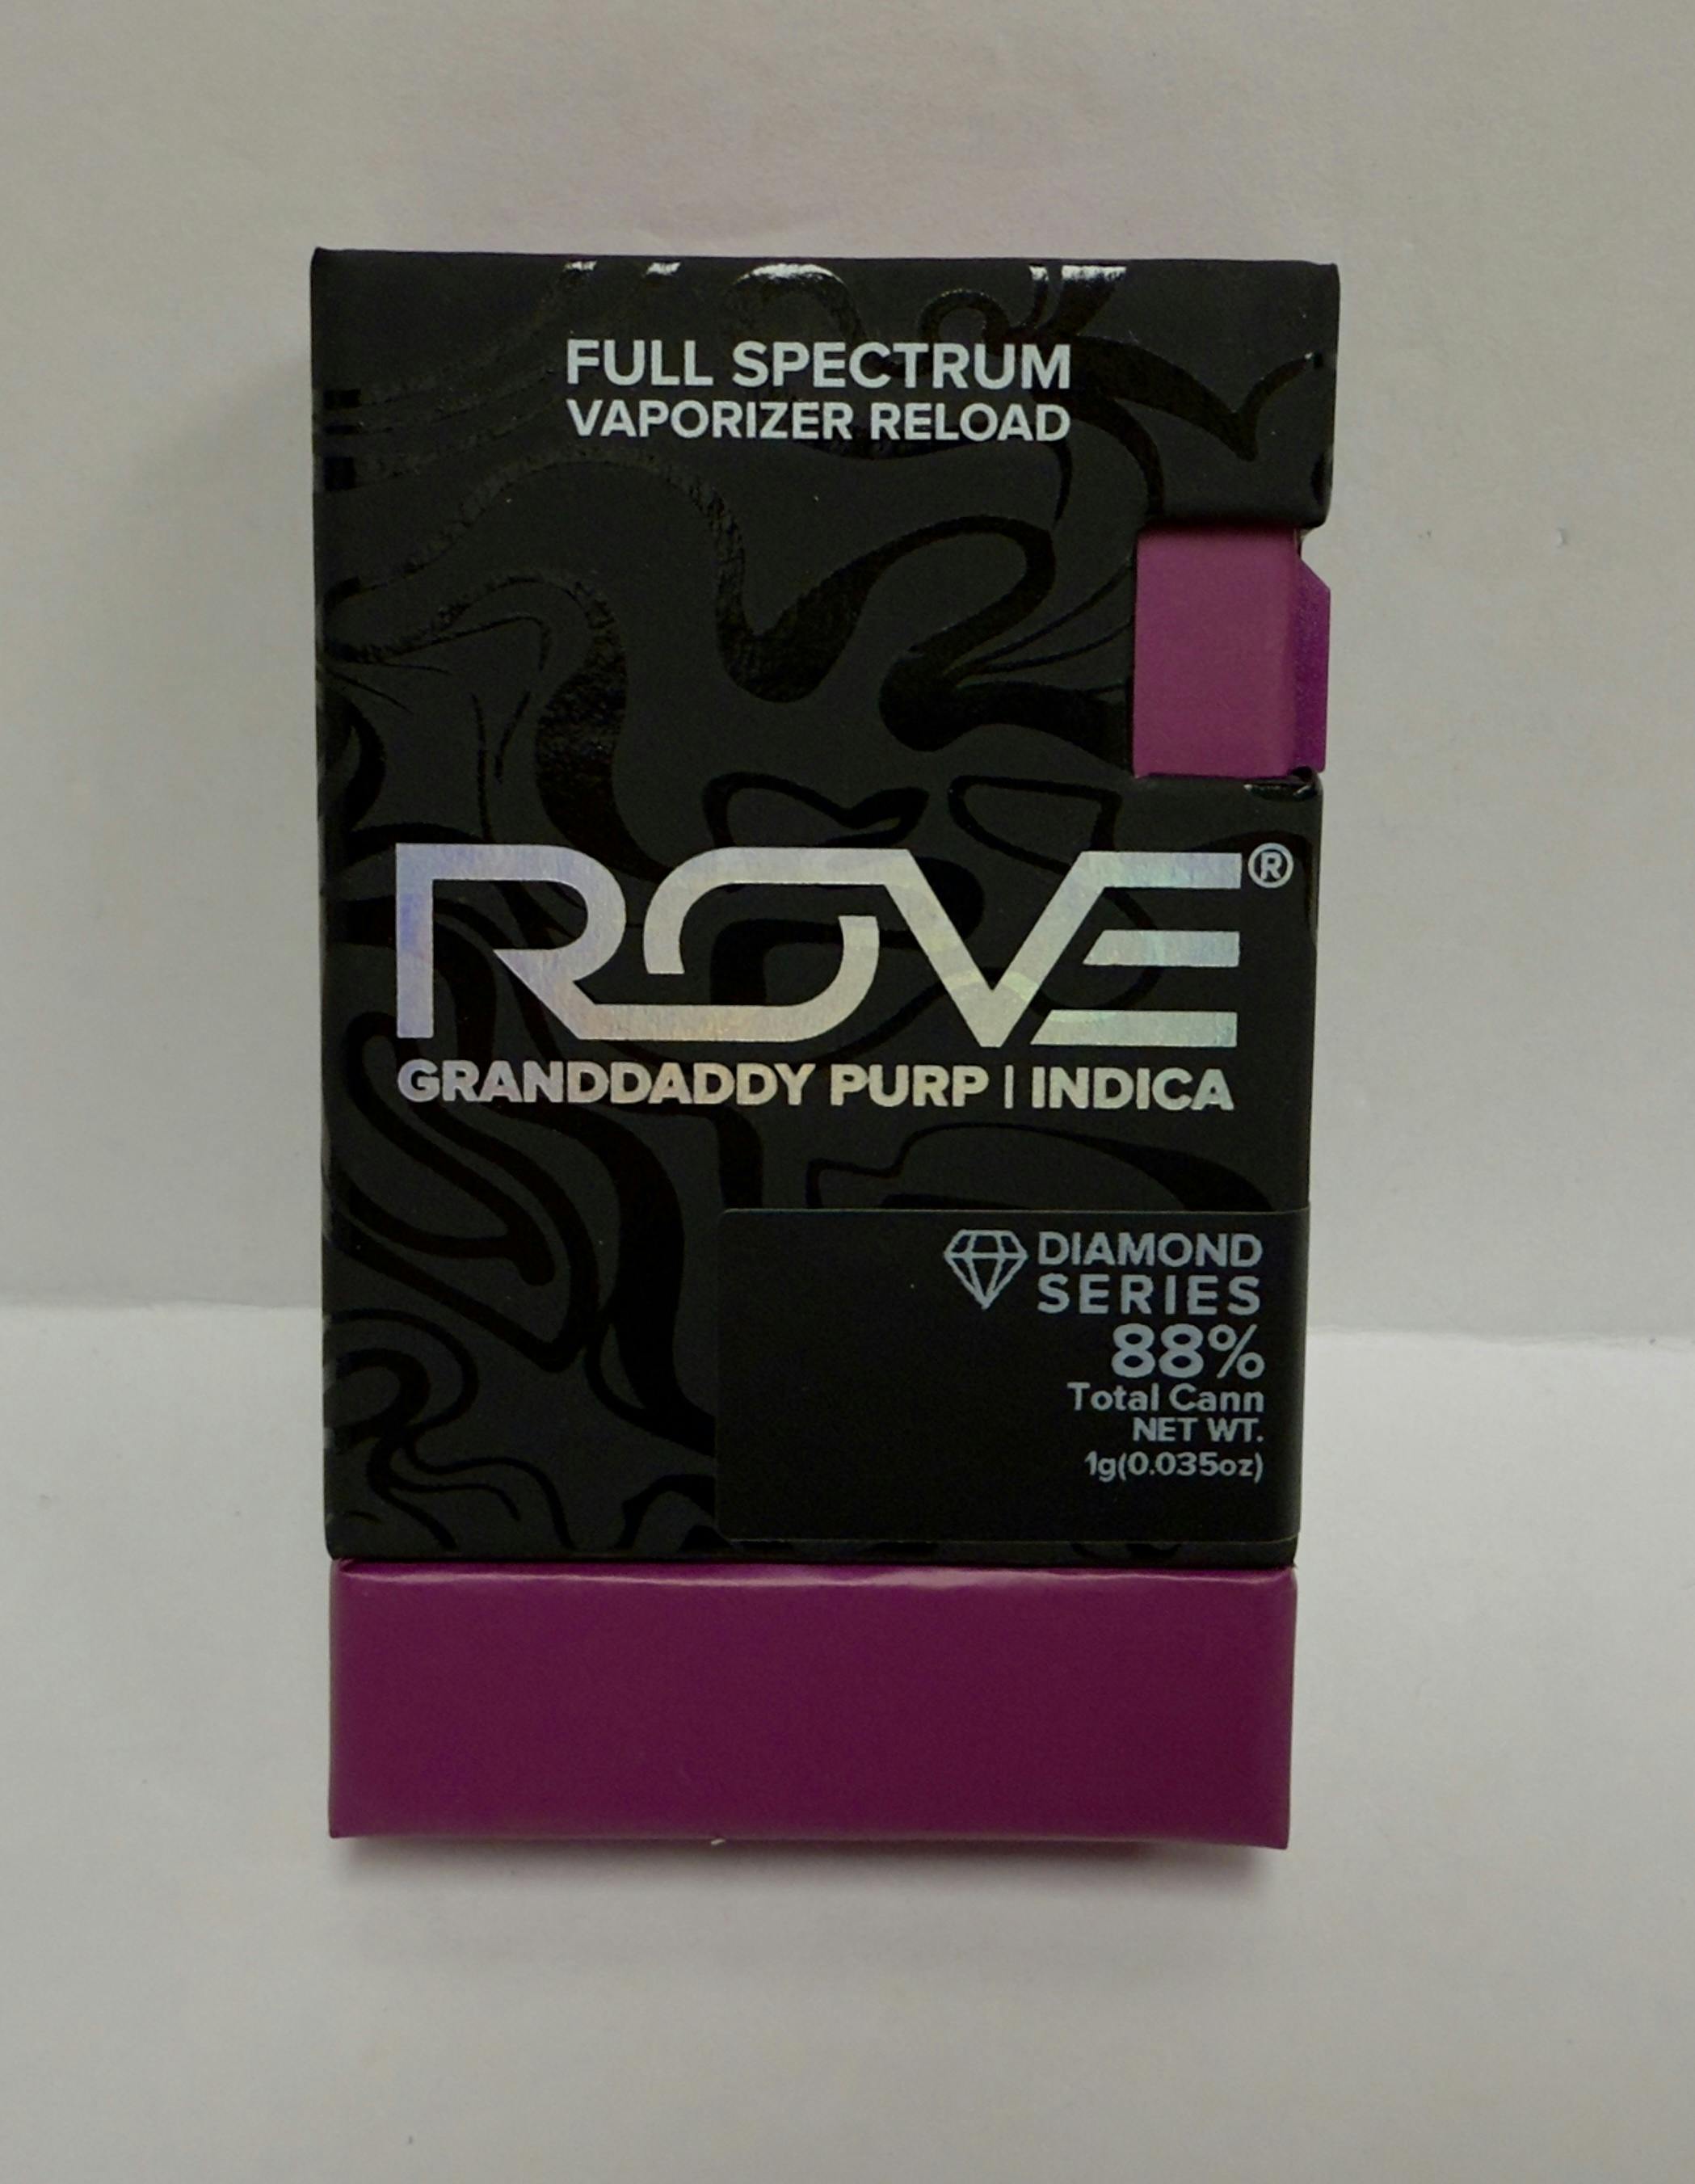 FULL SPECTRUM
VAPORIZER RELOAD
ROVE®
GRANDDADDY PURP | INDICA
DIAMOND
SERIES
88%
Total Cann
NET WT.
1g(0.035oz)